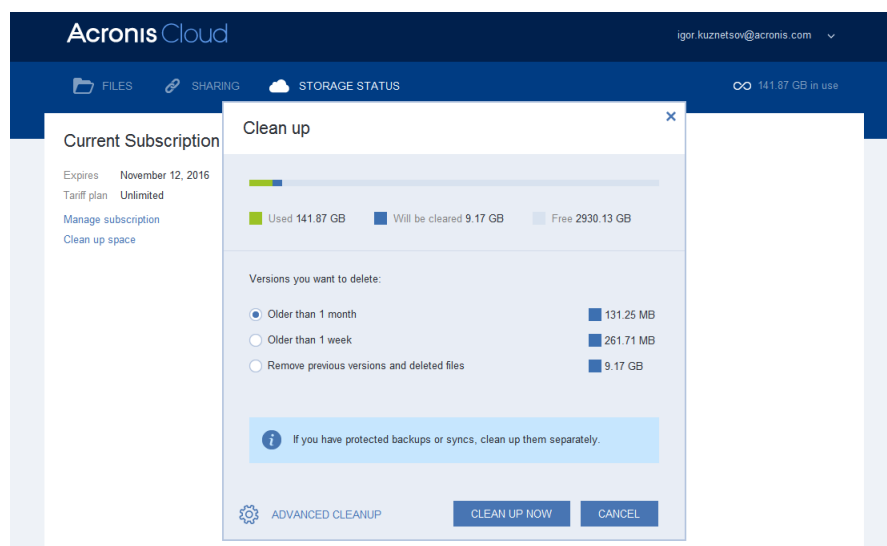 Acronis Cloud
igor.kuznetsov@acronis.com
FILES
SHARING
STORAGE STATUS
141.87 GB in use
Current Subscription
Expires November 12, 2016
Tariff plan Unlimited
Manage subscription
Clean up space
Clean up
Used 141.87 GB
Will be cleared 9.17 GB
Free 2930.13 GB
Versions you want to delete:
Older than 1 month 131.25 MB
Older than 1 week 261.71 MB
Remove previous versions and deleted files 9.17 GB
If you have protected backups or syncs, clean up them separately.
ADVANCED CLEANUP
CLEAN UP NOW
CANCEL